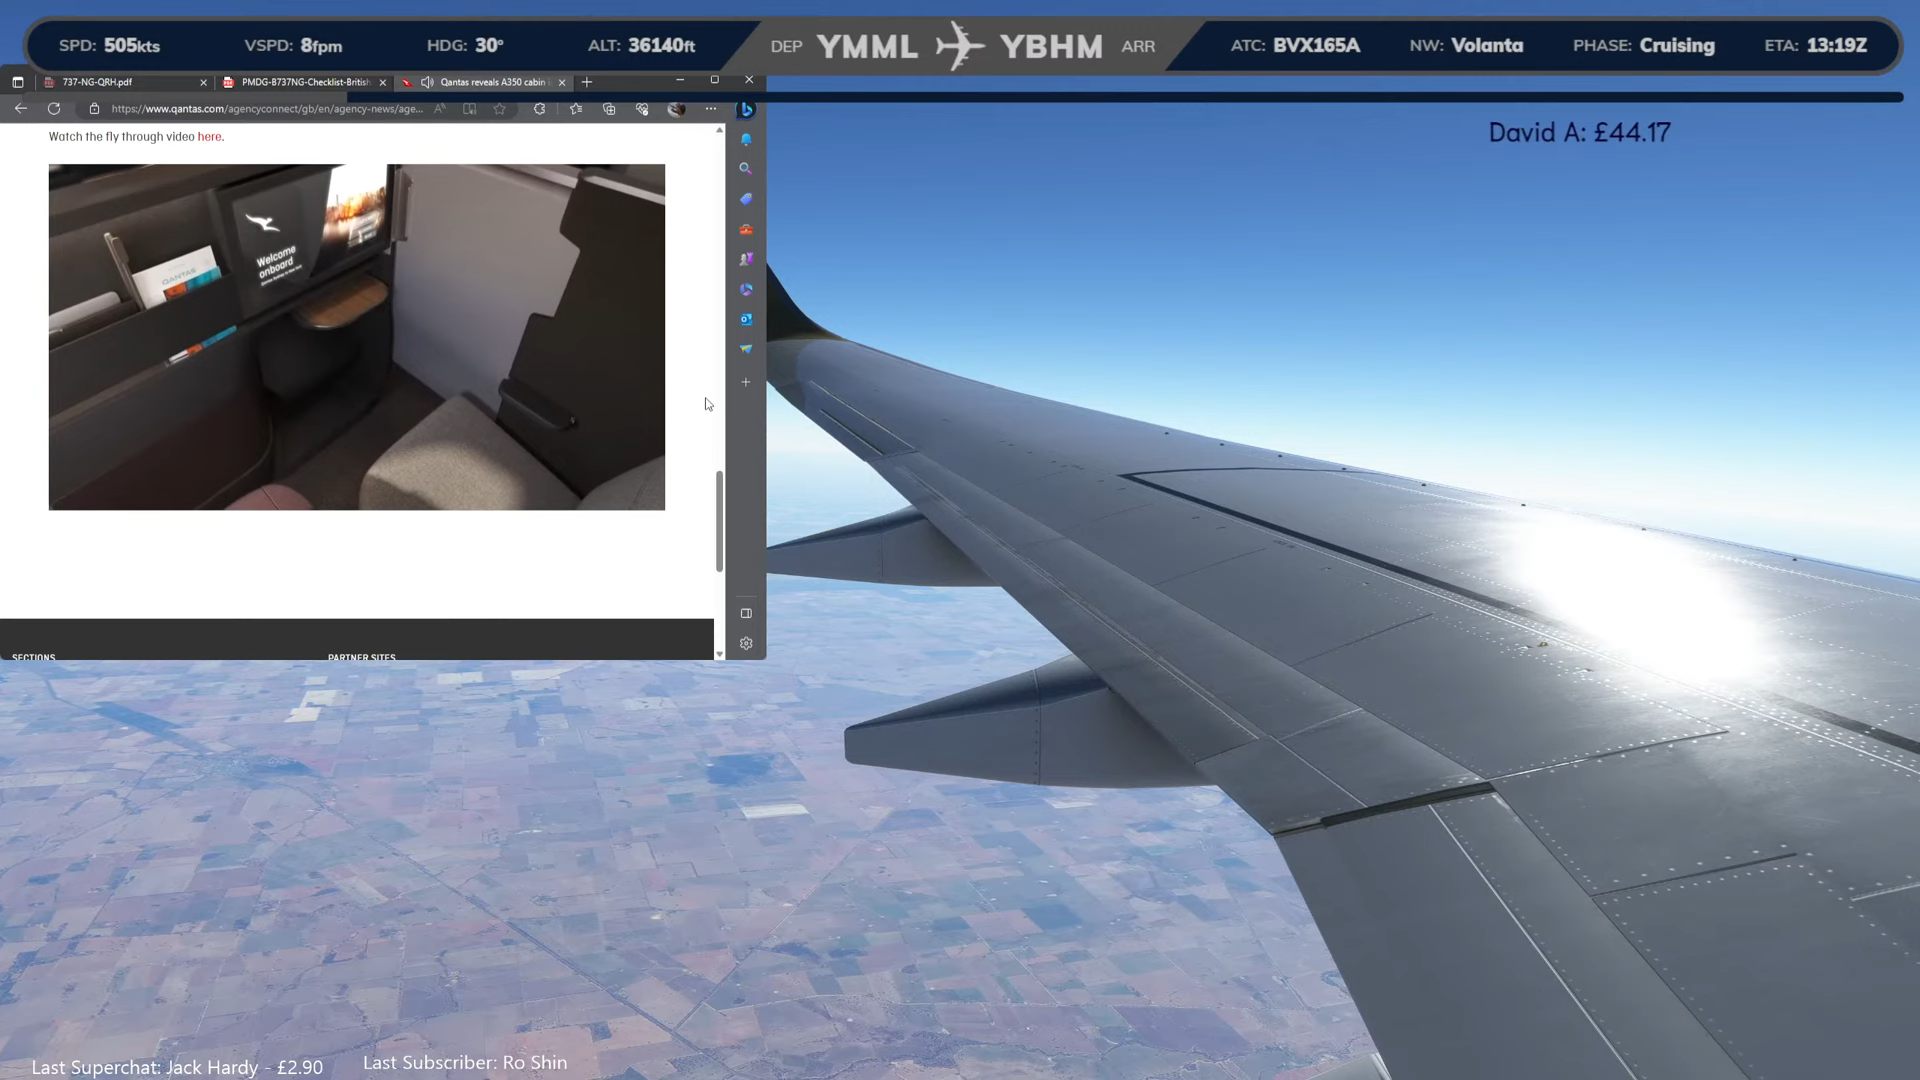 SPD: 505kts VSPD: 8fpm HDG: 30° ALT: 36140ft DEP YMML YBHM ARR ATC: BVX165A NW: Volanta PHASE: Cruising ETA: 13:19Z
737-NG-QRH.pdf PMDG-B737NG-Checklist-British Qantas reveals A350 cabin
https://www.qantas.com/agencyconnect/gb/en/agency-news/age...
David A: £44.17
Watch the fly through video here.
Welcome
onboard
QANTAS
SECTIONS PARTNER SITES
Last Superchat: Jack Hardy - £2.90 Last Subscriber: Ro Shin